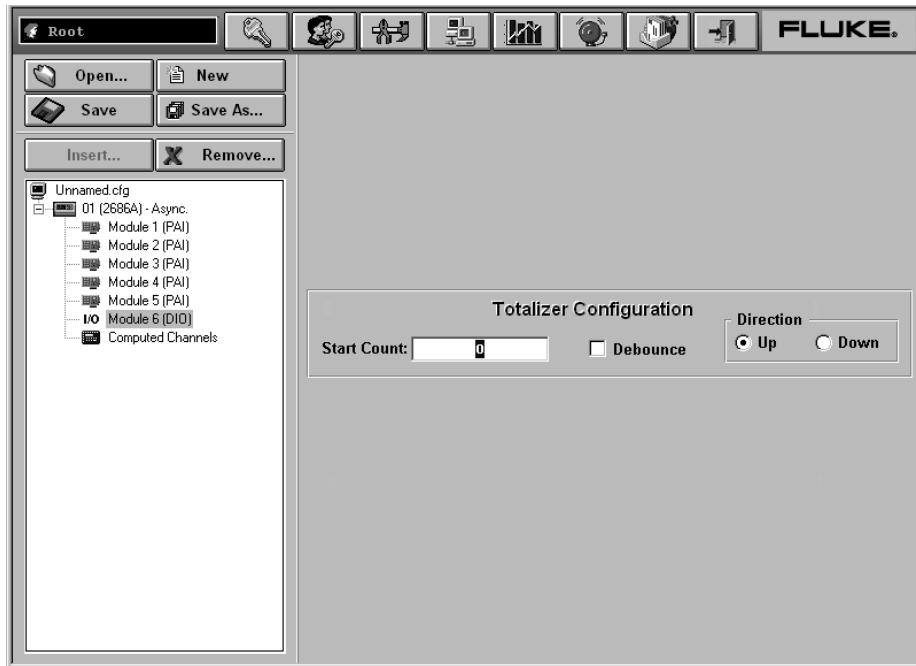 Root
FLUKE®
Open...
New
Save
Save As...
Insert...
Remove...
Unnamed.cfg
01 (2686A) - Async.
Module 1 (PAI)
Module 2 (PAI)
Module 3 (PAI)
Module 4 (PAI)
Module 5 (PAI)
I/O Module 6 (DIO)
Computed Channels
Totalizer Configuration
Start Count: 0
Debounce
Direction
Up
Down